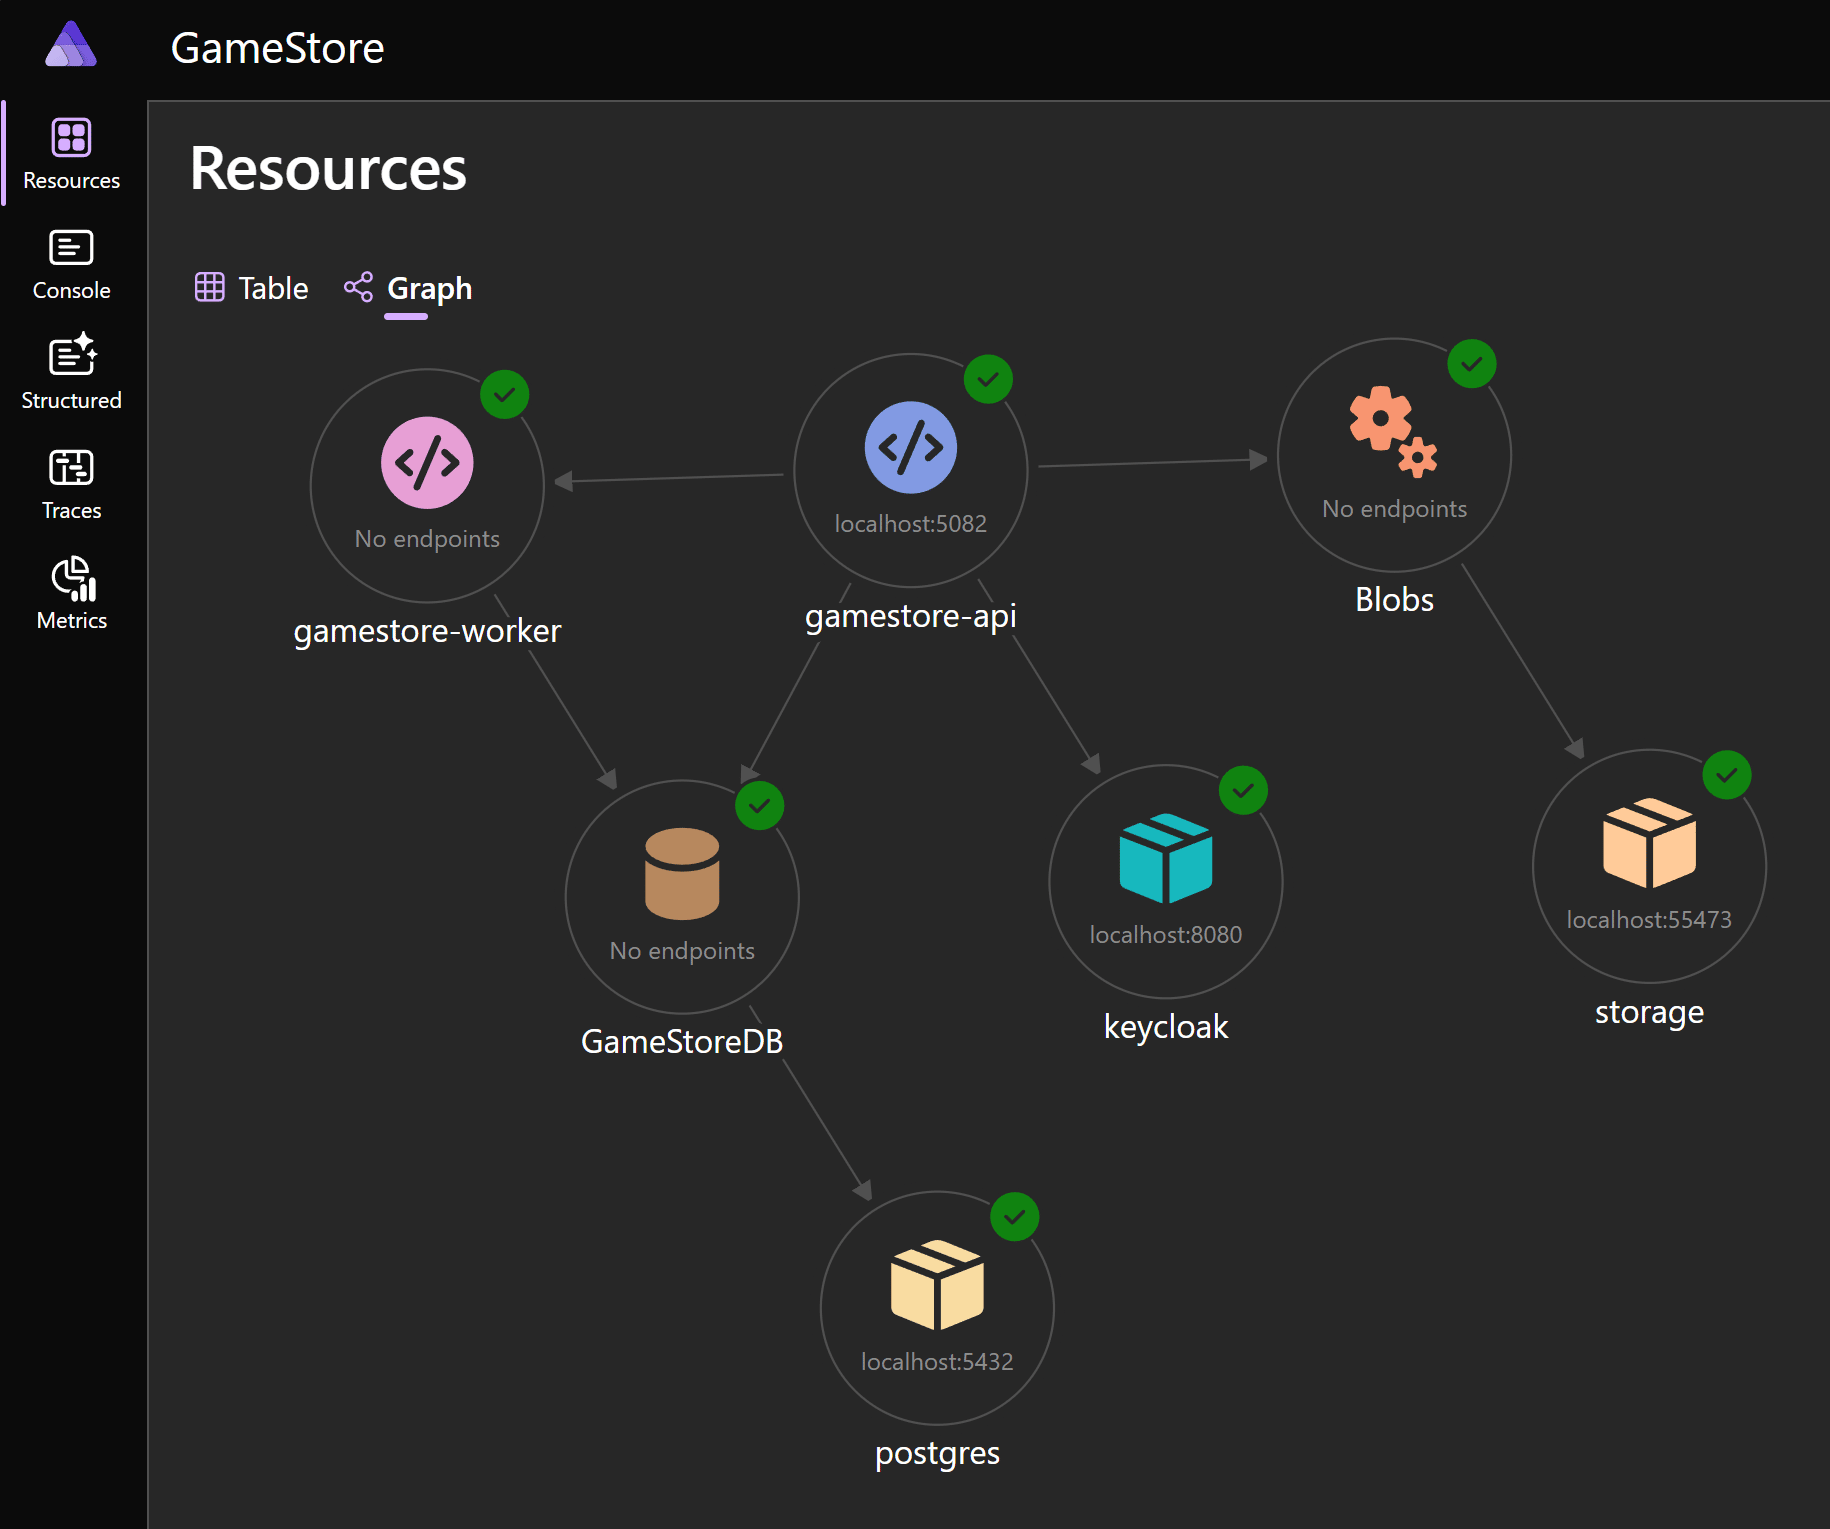 GameStore
Resources
Console
Structured
Traces
Metrics
Resources
Table
Graph
No endpoints
gamestore-worker
localhost:5082
gamestore-api
No endpoints
Blobs
No endpoints
GameStoreDB
localhost:8080
keycloak
localhost:55473
storage
localhost:5432
postgres